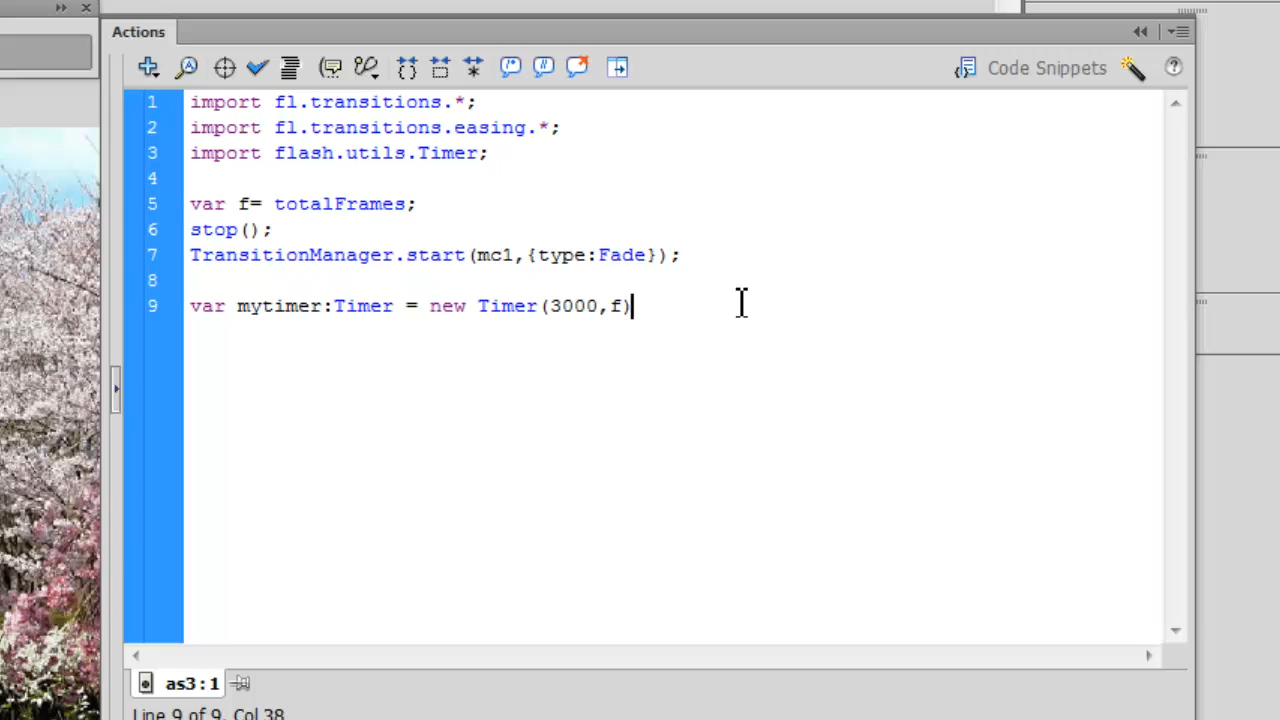 Actions
Code Snippets
1 import fl.transitions.*;
2 import fl.transitions.easing.*;
3 import flash.utils.Timer;
4
5 var f= totalFrames;
6 stop();
7 TransitionManager.start(mc1,{type:Fade});
8
9 var mytimer:Timer = new Timer(3000,f)
as3:1
Line 9 of 9, Col 38